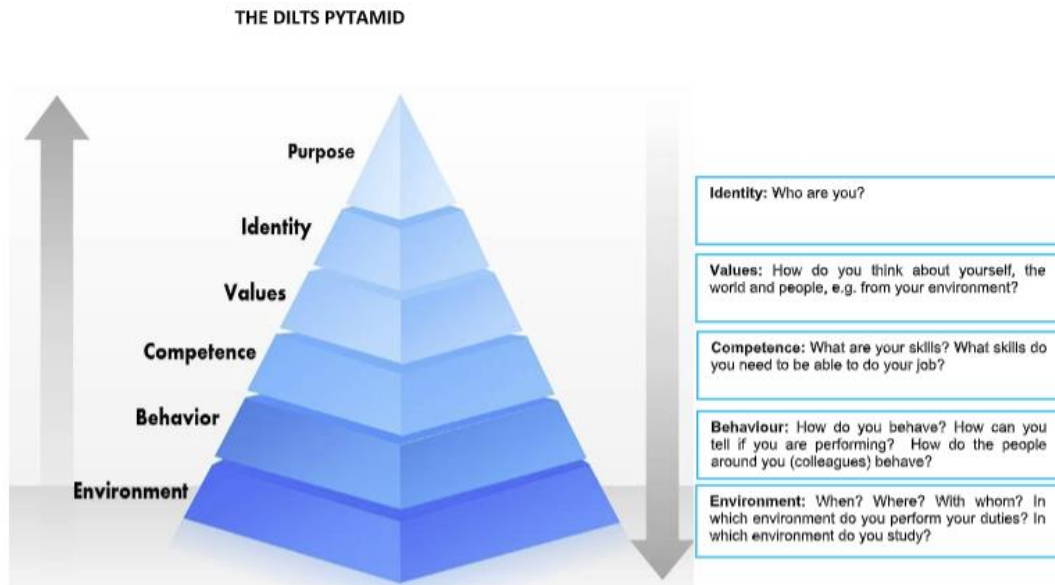 THE DILTS PYTAMID
Purpose
Identity
Values
Competence
Behavior
Environment
Identity: Who are you?
Values: How do you think about yourself, the
world and people, e.g. from your environment?
Competence: What are your skills? What skills do
you need to be able to do your job?
Behaviour: How do you behave? How can you
tell if you are performing? How do the people
around you (colleagues) behave?
Environment: When? Where? With whom? In
which environment do you perform your duties? In
which environment do you study?